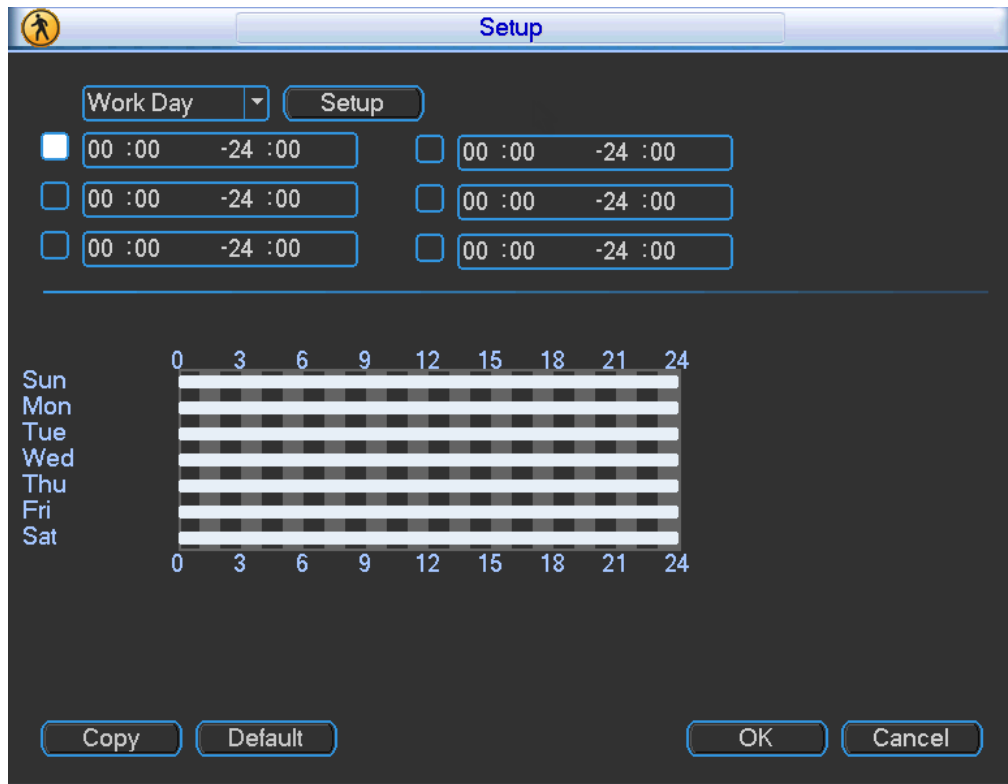 Setup
Work Day Setup
00 :00 -24 :00 00 :00 -24 :00
00 :00 -24 :00 00 :00 -24 :00
00 :00 -24 :00 00 :00 -24 :00
0 3 6 9 12 15 18 21 24
Sun
Mon
Tue
Wed
Thu
Fri
Sat
0 3 6 9 12 15 18 21 24
Copy Default OK Cancel